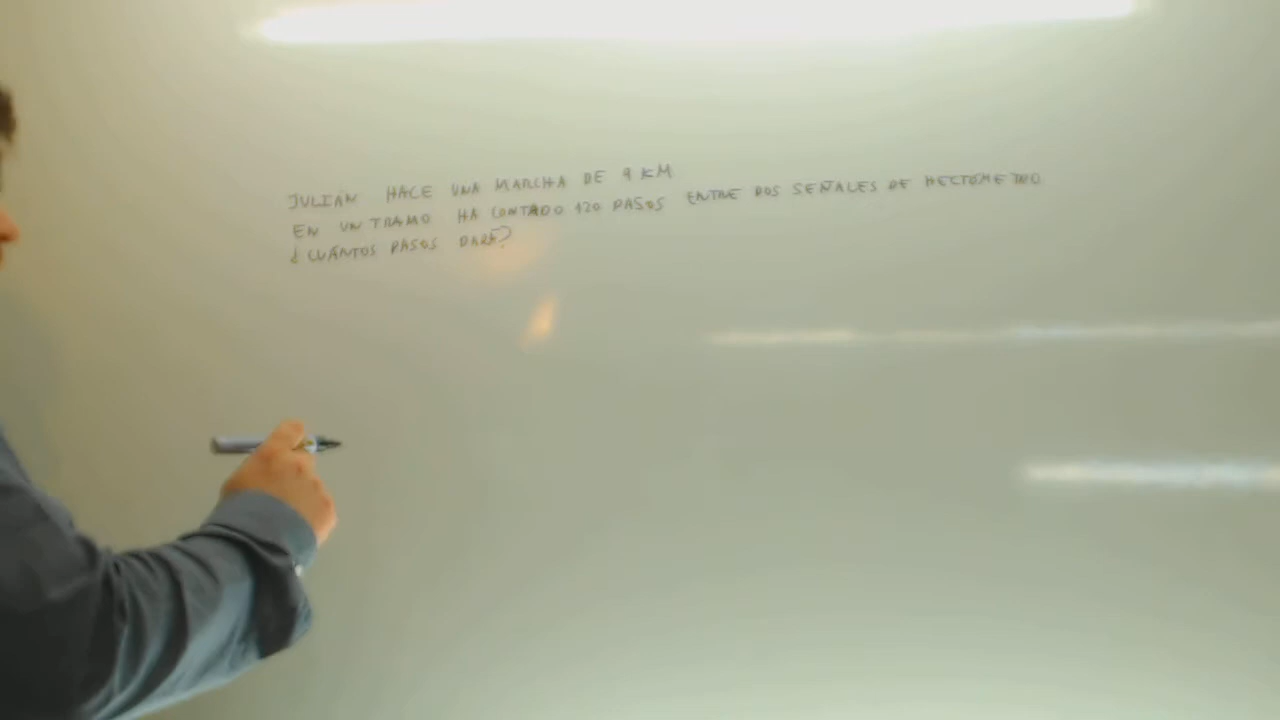 JULIÁN HACE UNA MARCHA DE 9 KM
EN UN TRAMO HA CONTADO 120 PASOS ENTRE DOS SEÑALES DE HECTÓMETRO
¿CUÁNTOS PASOS DARÁ?